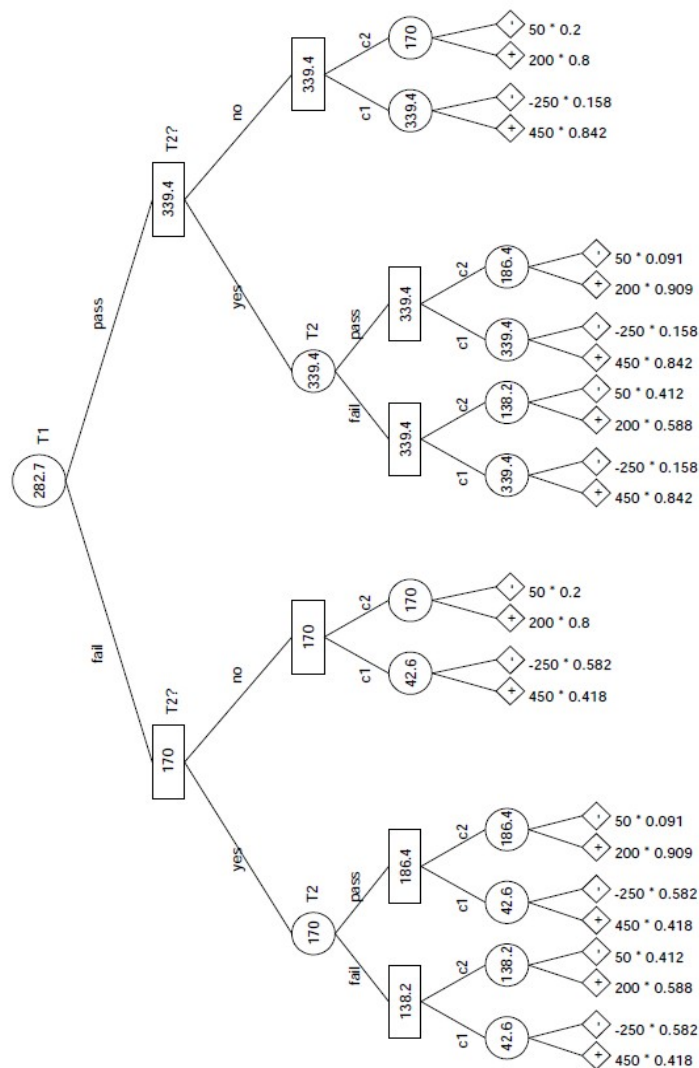 T1
282.7
fail
pass
T2?
170
T2?
339.4
yes
no
yes
no
T2
170
170
T2
339.4
339.4
fail
pass
c1
c2
fail
pass
c1
c2
138.2
186.4
42.6
170
339.4
339.4
339.4
170
c1
c2
c1
c2
c1
c2
c1
c2
42.6
138.2
42.6
186.4
339.4
138.2
339.4
186.4
- 50 * 0.2
+ 200 * 0.8
- -250 * 0.158
+ 450 * 0.842
- 50 * 0.091
+ 200 * 0.909
- -250 * 0.158
+ 450 * 0.842
- 50 * 0.412
+ 200 * 0.588
- -250 * 0.158
+ 450 * 0.842
- 50 * 0.2
+ 200 * 0.8
- -250 * 0.582
+ 450 * 0.418
- 50 * 0.091
+ 200 * 0.909
- -250 * 0.582
+ 450 * 0.418
- 50 * 0.412
+ 200 * 0.588
- -250 * 0.582
+ 450 * 0.418